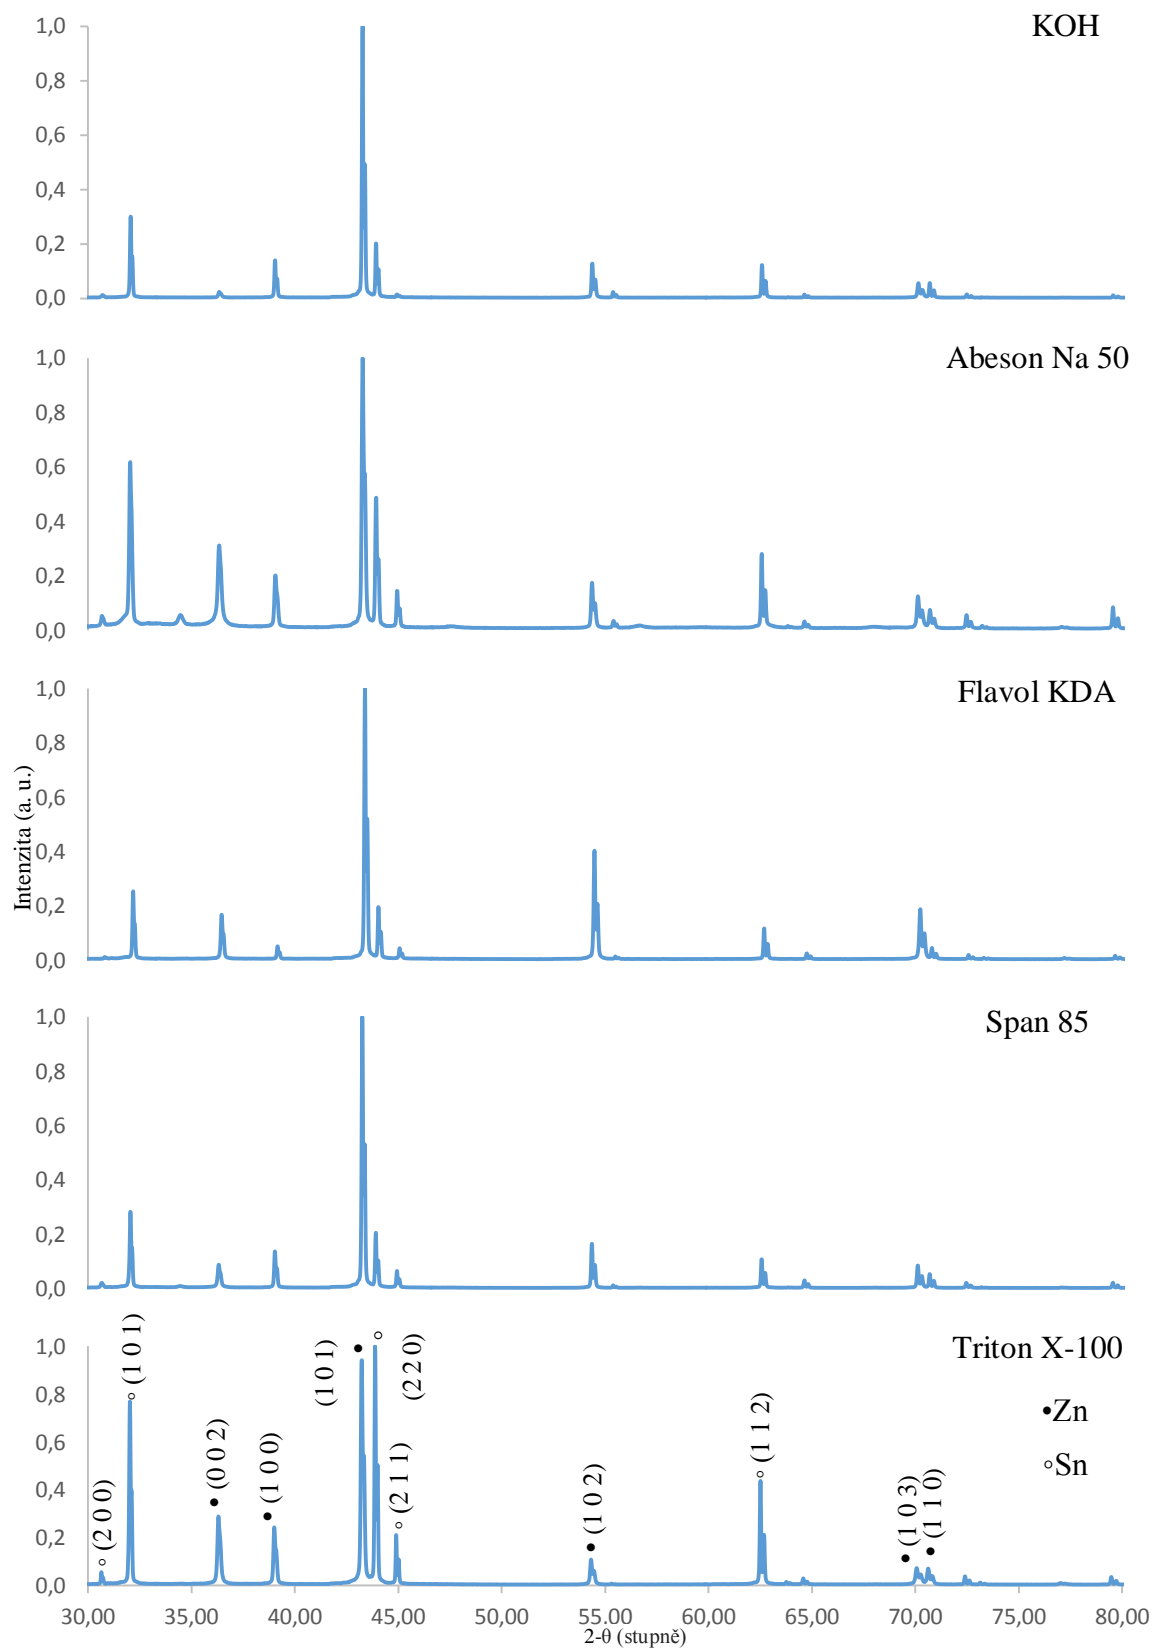 KOH
1,0
0,8
0,6
0,4
0,2
0,0
Abeson Na 50
1,0
0,8
0,6
0,4
0,2
0,0
Flavol KDA
1,0
0,8
0,6
0,4
0,2
0,0
Intenzita (a. u.)
Span 85
1,0
0,8
0,6
0,4
0,2
0,0
Triton X-100
1,0
0,8
0,6
0,4
0,2
0,0
•Zn
◦Sn
◦ (2 0 0)
◦ (1 0 1)
• (0 0 2)
• (1 0 0)
• (1 0 1)
◦ (2 2 0)
◦ (2 1 1)
• (1 0 2)
◦ (1 1 2)
• (1 0 3)
• (1 1 0)
30,00 35,00 40,00 45,00 50,00 55,00 60,00 65,00 70,00 75,00 80,00
2-θ (stupně)